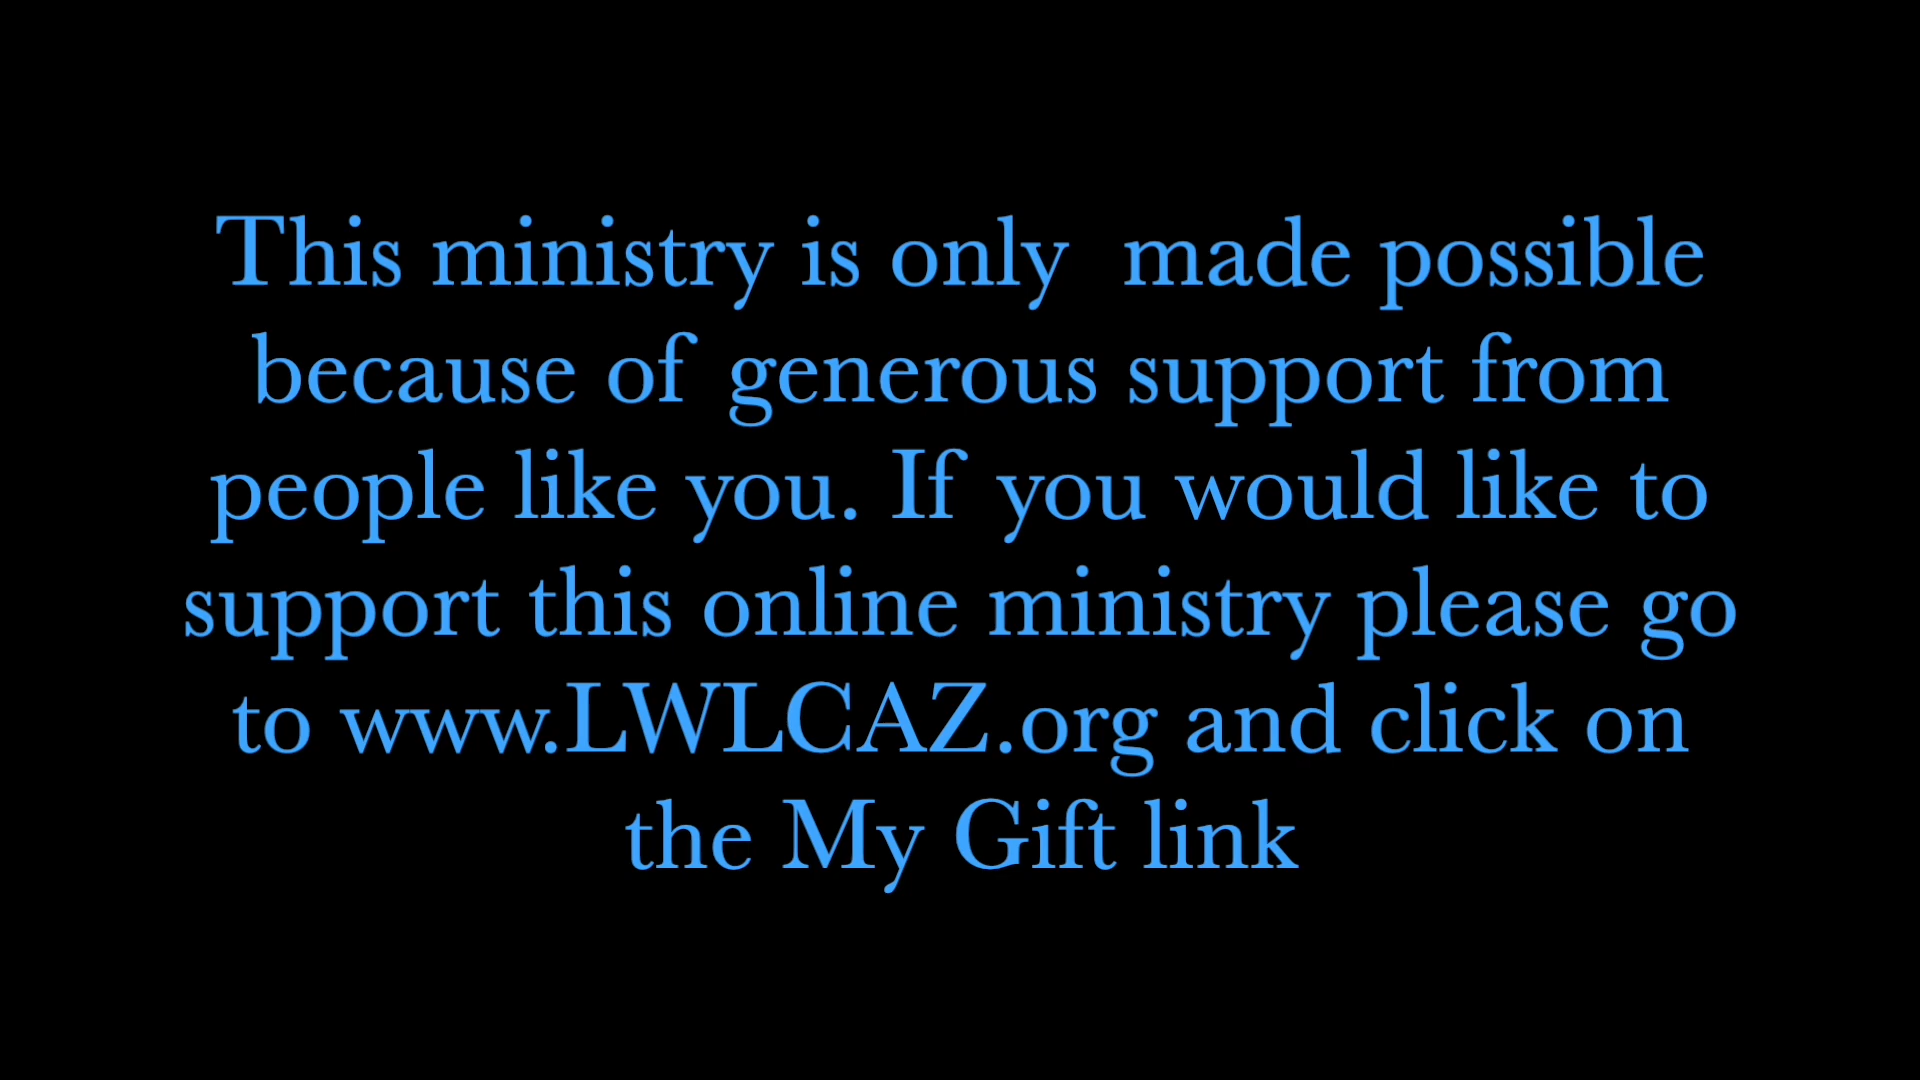 This ministry is only  made possible
because of generous support from
people like you. If you would like to
support this online ministry please go
to www.LWLCAZ.org and click on
the My Gift link